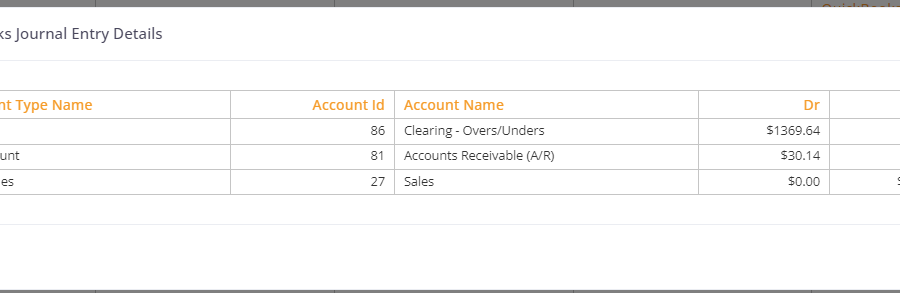 ks Journal Entry Details
nt Type Name Account Id Account Name Dr
86 Clearing - Overs/Unders $1369.64
unt 81 Accounts Receivable (A/R) $30.14
es 27 Sales $0.00